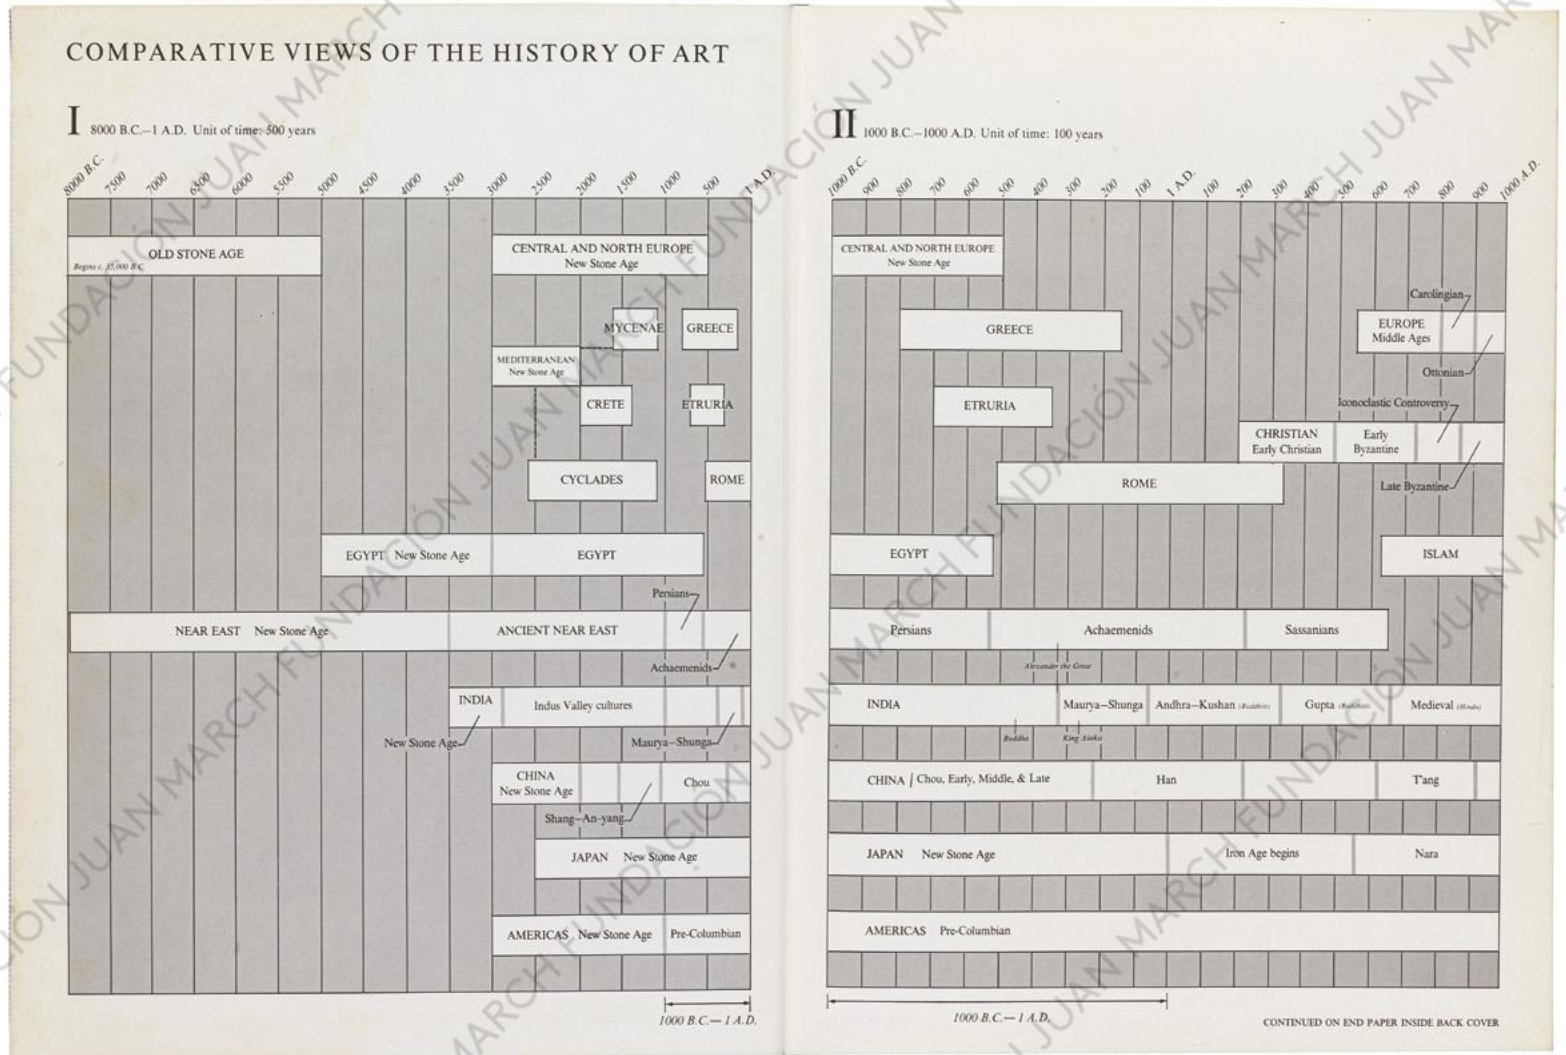 COMPARATIVE VIEWS OF THE HISTORY OF ART
I 8000 B.C.–1 A.D. Unit of time: 500 years
8000 B.C. 7500 7000 6500 6000 5500 5000 4500 4000 3500 3000 2500 2000 1500 1000 500 1 A.D.
OLD STONE AGE
Begins c. 35,000 B.C.
CENTRAL AND NORTH EUROPE
New Stone Age
MYCENAE
GREECE
MEDITERRANEAN
New Stone Age
CRETE
ETRURIA
CYCLADES
ROME
EGYPT New Stone Age
EGYPT
Persians
NEAR EAST New Stone Age
ANCIENT NEAR EAST
Achaemenids
INDIA
Indus Valley cultures
New Stone Age
Maurya–Shunga
CHINA
New Stone Age
Chou
Shang–An-yang
JAPAN New Stone Age
AMERICAS New Stone Age
Pre-Columbian
1000 B.C.— 1 A.D.
II 1000 B.C.–1000 A.D. Unit of time: 100 years
1000 B.C. 900 800 700 600 500 400 300 200 100 1 A.D. 100 200 300 400 500 600 700 800 900 1000 A.D.
CENTRAL AND NORTH EUROPE
New Stone Age
Carolingian
GREECE
EUROPE
Middle Ages
Ottonian
ETRURIA
Iconoclastic Controversy
CHRISTIAN
Early Christian
Early
Byzantine
ROME
Late Byzantine
EGYPT
ISLAM
Persians
Achaemenids
Sassanians
Alexander the Great
INDIA
Maurya–Shunga
Andhra–Kushan (Buddhist)
Gupta (Buddhist)
Medieval (Hindu)
Buddha
King Asoka
CHINA / Chou, Early, Middle, & Late
Han
T'ang
JAPAN New Stone Age
Iron Age begins
Nara
AMERICAS Pre-Columbian
1000 B.C.— 1 A.D.
CONTINUED ON END PAPER INSIDE BACK COVER
FUNDACIÓN JUAN MARCH